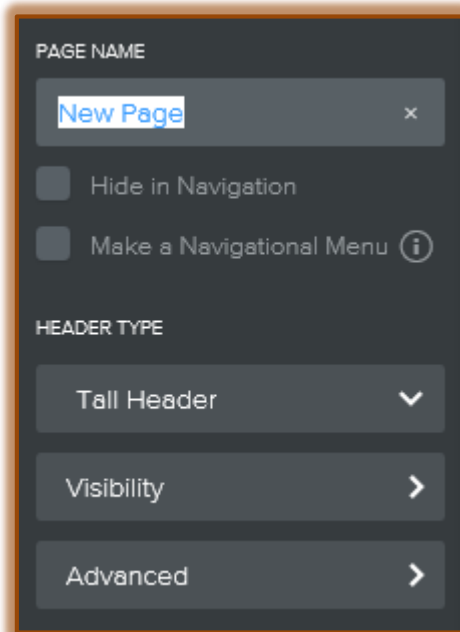 PAGE NAME
New Page ×
Hide in Navigation
Make a Navigational Menu i
HEADER TYPE
Tall Header
Visibility
Advanced